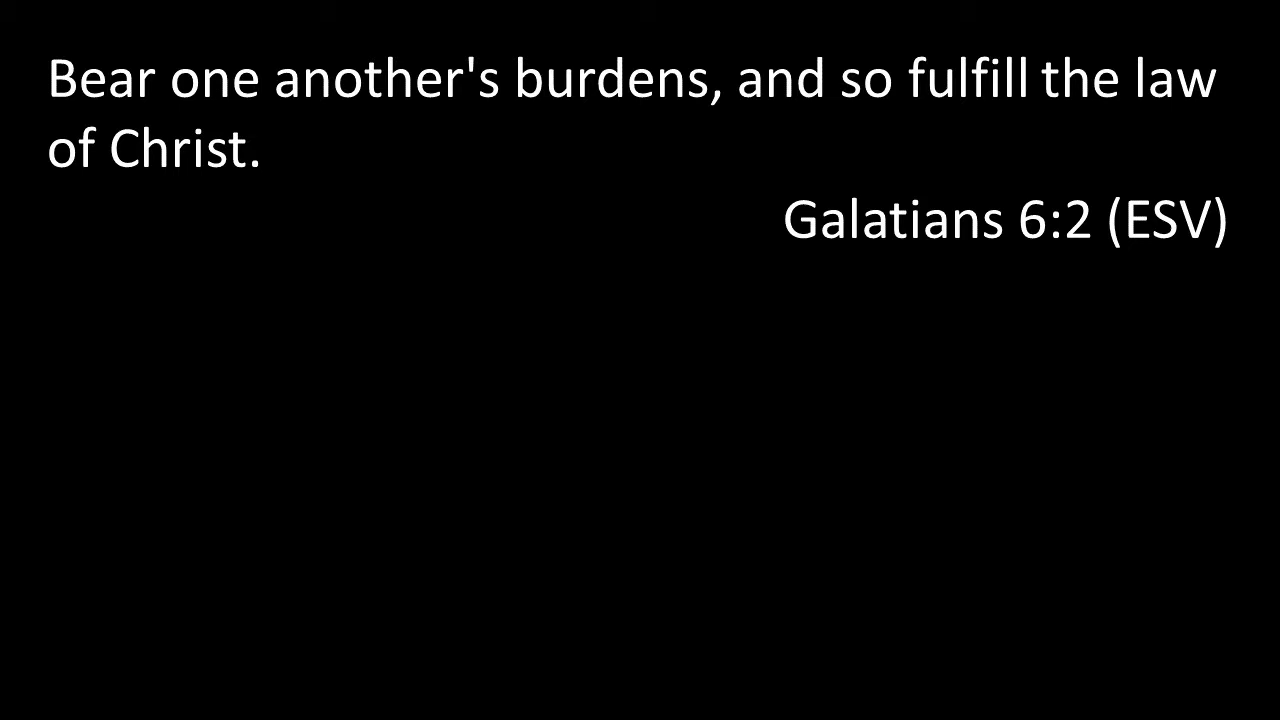 Bear one another's burdens, and so fulfill the law
of Christ.
Galatians 6:2 (ESV)